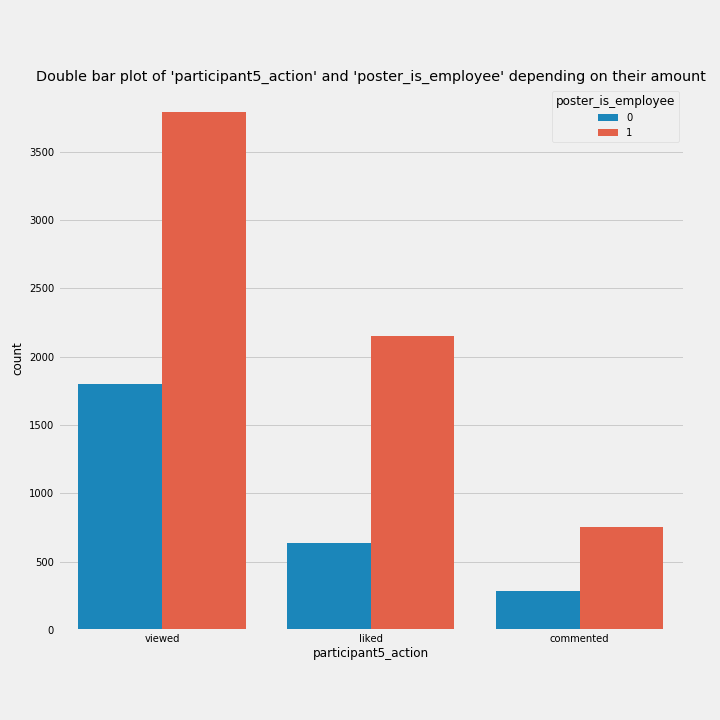 Double bar plot of 'participant5_action' and 'poster_is_employee' depending on their amount
poster_is_employee
0
1
3500
3000
2500
2000
1500
1000
500
0
count
viewed
liked
commented
participant5_action